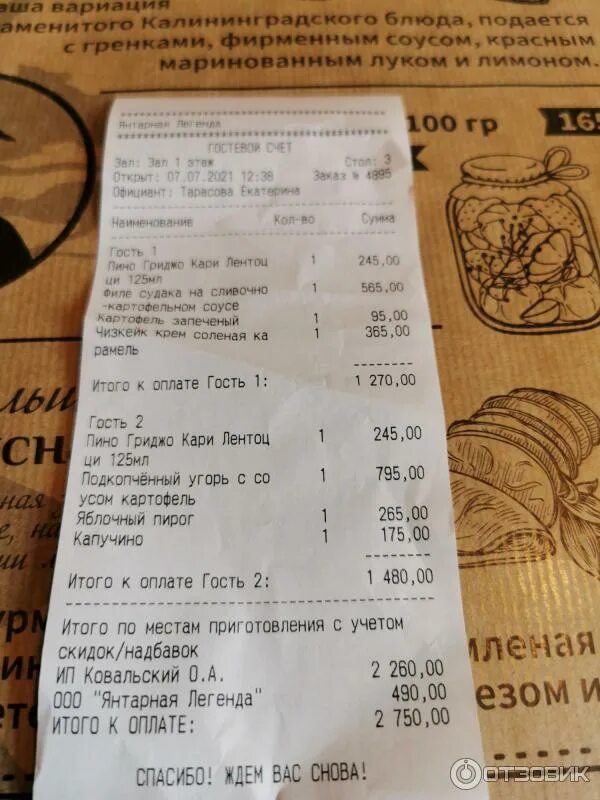 аша вариация
аменитого Калининградского блюда, подается
с гренками, фирменным соусом, красным
маринованным луком и лимоном.
100 гр
169
Янтарная Легенда
ГОСТЕВОЙ СЧЕТ
Зал: Зал 1 этаж Стол: 3
Открыт: 07.07.2021 12:38 Заказ № 4895
Официант: Тарасова Екатерина
Наименование Кол-во Сумма
Гость 1
Пино Гриджо Кари Лентоц 1 245,00
ци 125мл
Филе судака на сливочно 1 565,00
-картофельном соусе
Картофель запеченый 1 95,00
Чизкейк крем соленая ка 1 365,00
рамель
Итого к оплате Гость 1: 1 270,00
Гость 2
Пино Гриджо Кари Лентоц 1 245,00
ци 125мл
Подкопчённый угорь с со 1 795,00
усом картофель
Яблочный пирог 1 265,00
Капучино 1 175,00
Итого к оплате Гость 2: 1 480,00
Итого по местам приготовления с учетом
скидок/надбавок
ИП Ковальский О.А. 2 260,00
ООО "Янтарная Легенда" 490,00
ИТОГО К ОПЛАТЕ: 2 750,00
СПАСИБО! ЖДЕМ ВАС СНОВА!
мленая
езом и
ОТЗОВИК